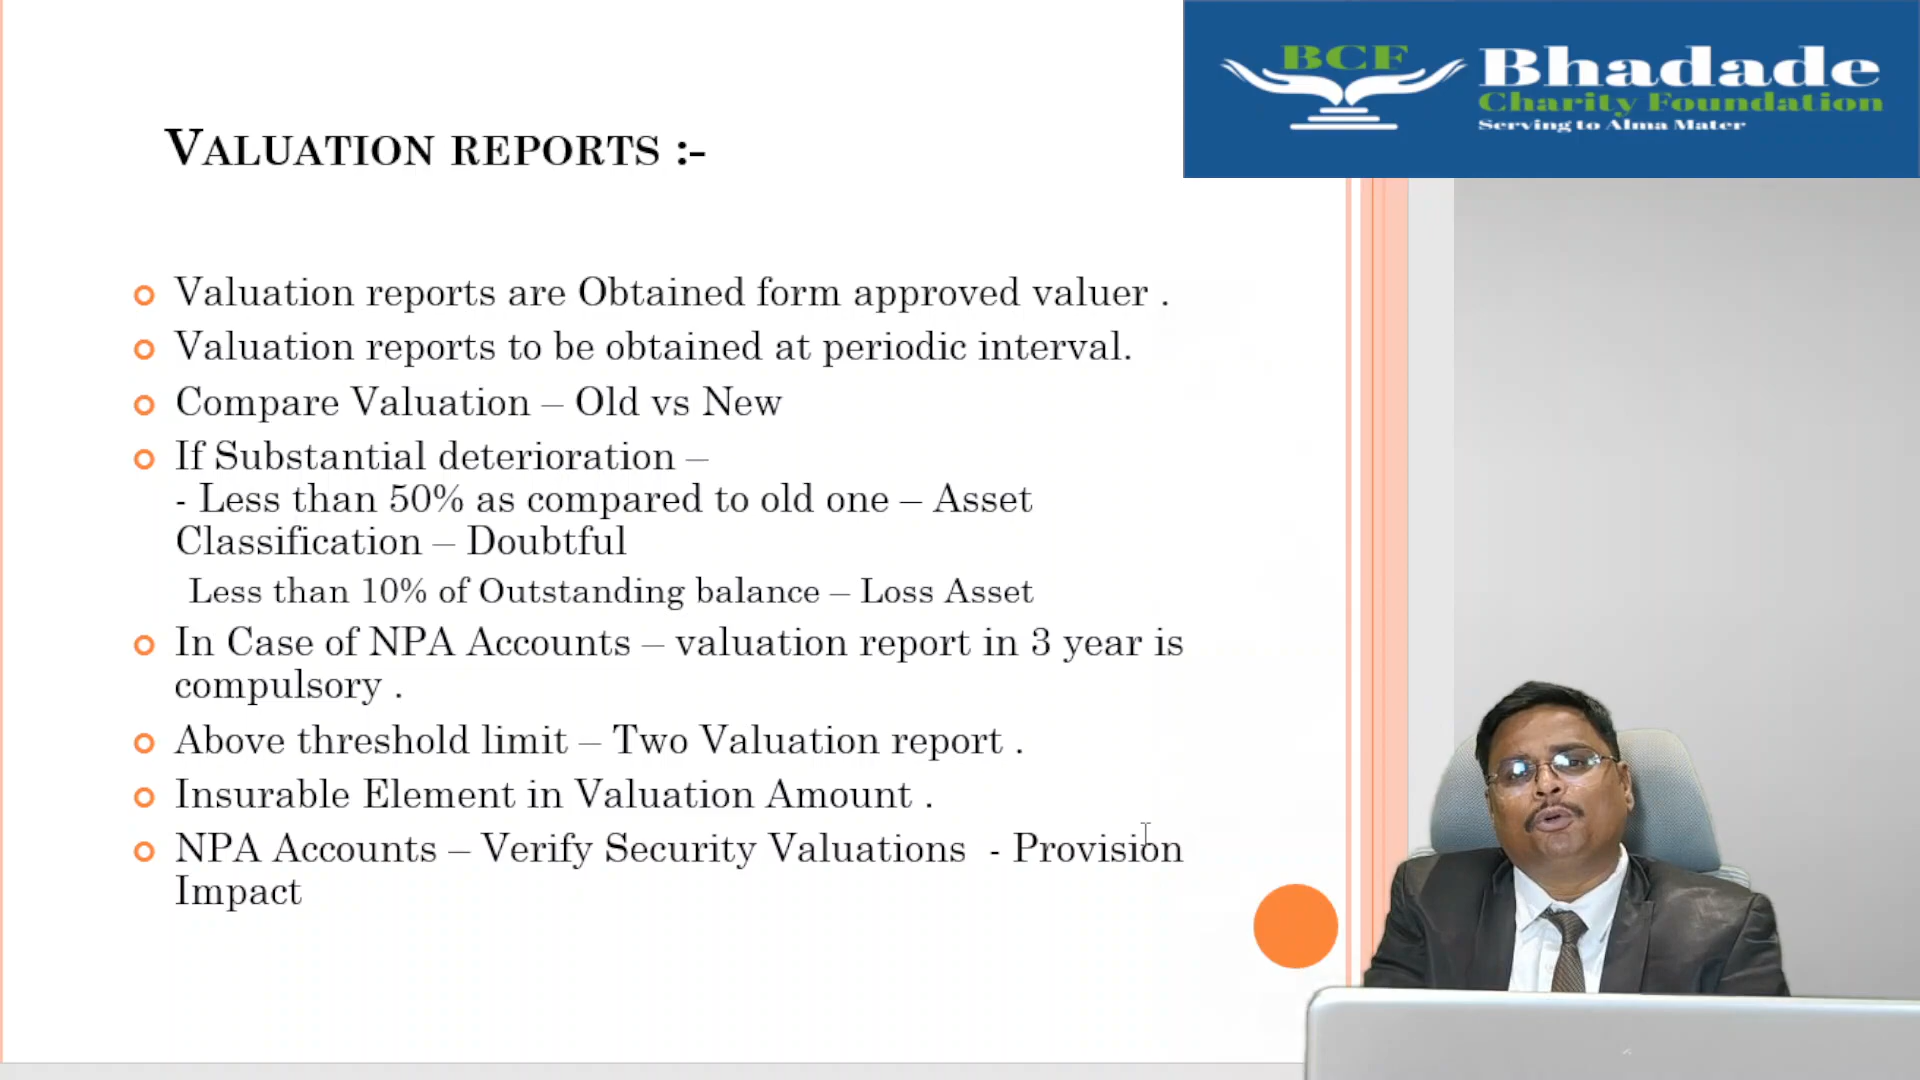 BCF
Bhadade
Charity Foundation
Serving to Alma Mater
VALUATION REPORTS :-
Valuation reports are Obtained form approved valuer .
Valuation reports to be obtained at periodic interval.
Compare Valuation – Old vs New
If Substantial deterioration –
- Less than 50% as compared to old one – Asset
Classification – Doubtful
Less than 10% of Outstanding balance – Loss Asset
In Case of NPA Accounts – valuation report in 3 year is
compulsory .
Above threshold limit – Two Valuation report .
Insurable Element in Valuation Amount .
NPA Accounts – Verify Security Valuations - Provision
Impact